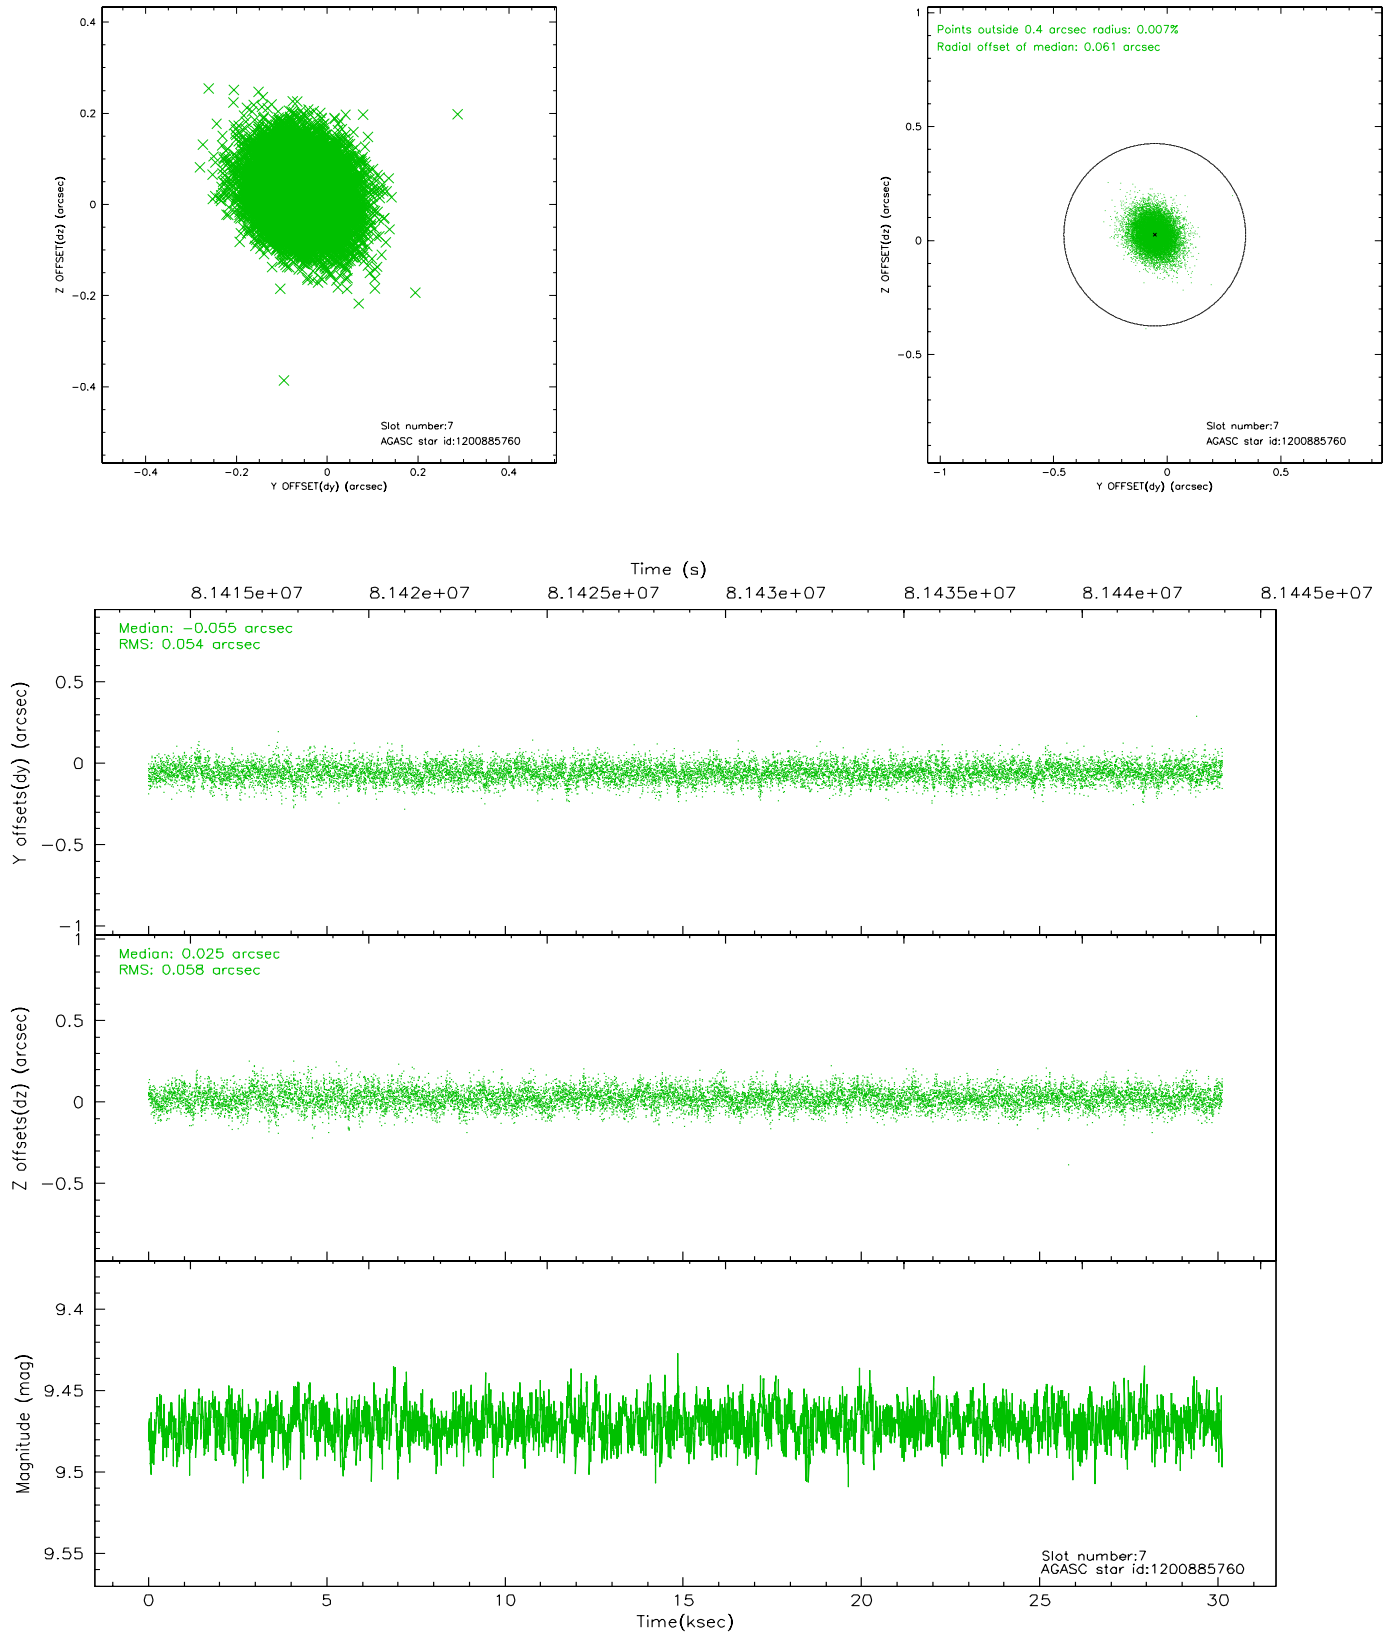 0.4
0.2
0
−0.2
−0.4
Z OFFSET(dz) (arcsec)
Slot number:7
AGASC star id:1200885760
−0.4 −0.2 0 0.2 0.4
Y OFFSET(dy) (arcsec)
Points outside 0.4 arcsec radius: 0.007%
Radial offset of median: 0.061 arcsec
1
0.5
0
−0.5
Z OFFSET(dz) (arcsec)
Slot number:7
AGASC star id:1200885760
−1 −0.5 0 0.5
Y OFFSET(dy) (arcsec)
Time (s)
8.1415e+07 8.142e+07 8.1425e+07 8.143e+07 8.1435e+07 8.144e+07 8.1445e+07
Median: −0.055 arcsec
RMS: 0.054 arcsec
0.5
0
−0.5
−1
Y offsets(dy) (arcsec)
Median: 0.025 arcsec
RMS: 0.058 arcsec
1
0.5
0
−0.5
Z offsets(dz) (arcsec)
9.4
9.45
9.5
9.55
Magnitude (mag)
Slot number:7
AGASC star id:1200885760
0 5 10 15 20 25 30
Time(ksec)